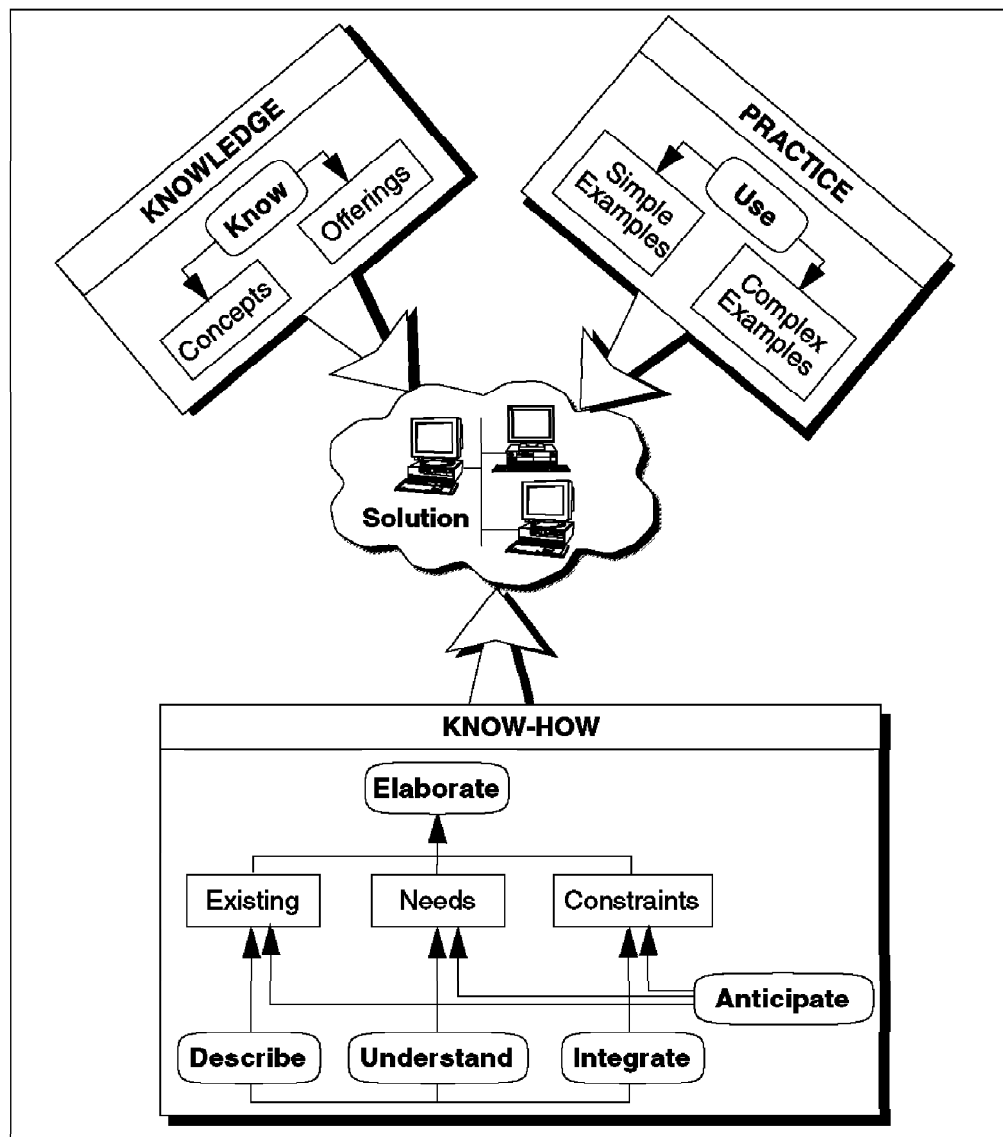 KNOWLEDGE
Know
Offerings
Concepts
PRACTICE
Simple
Examples
Use
Complex
Examples
Solution
KNOW-HOW
Elaborate
Existing
Needs
Constraints
Anticipate
Describe
Understand
Integrate